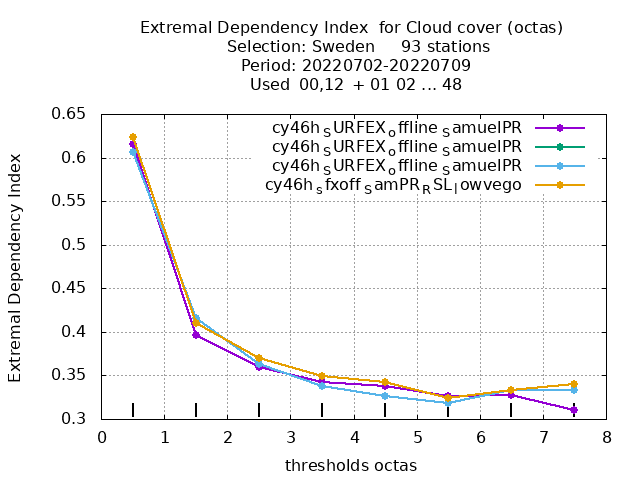 Extremal Dependency Index  for Cloud cover (octas)
Selection: Sweden     93 stations
Period: 20220702-20220709
Used  00,12  + 01 02 ... 48
cy46h_SURFEX_offline_SamuelPR
cy46h_SURFEX_offline_SamuelPR
cy46h_SURFEX_offline_SamuelPR
cy46h_sfxoff_SamPR_RSL_lowvego
Extremal Dependency Index
0.65
0.6
0.55
0.5
0.45
0.4
0.35
0.3
0 1 2 3 4 5 6 7 8
thresholds octas